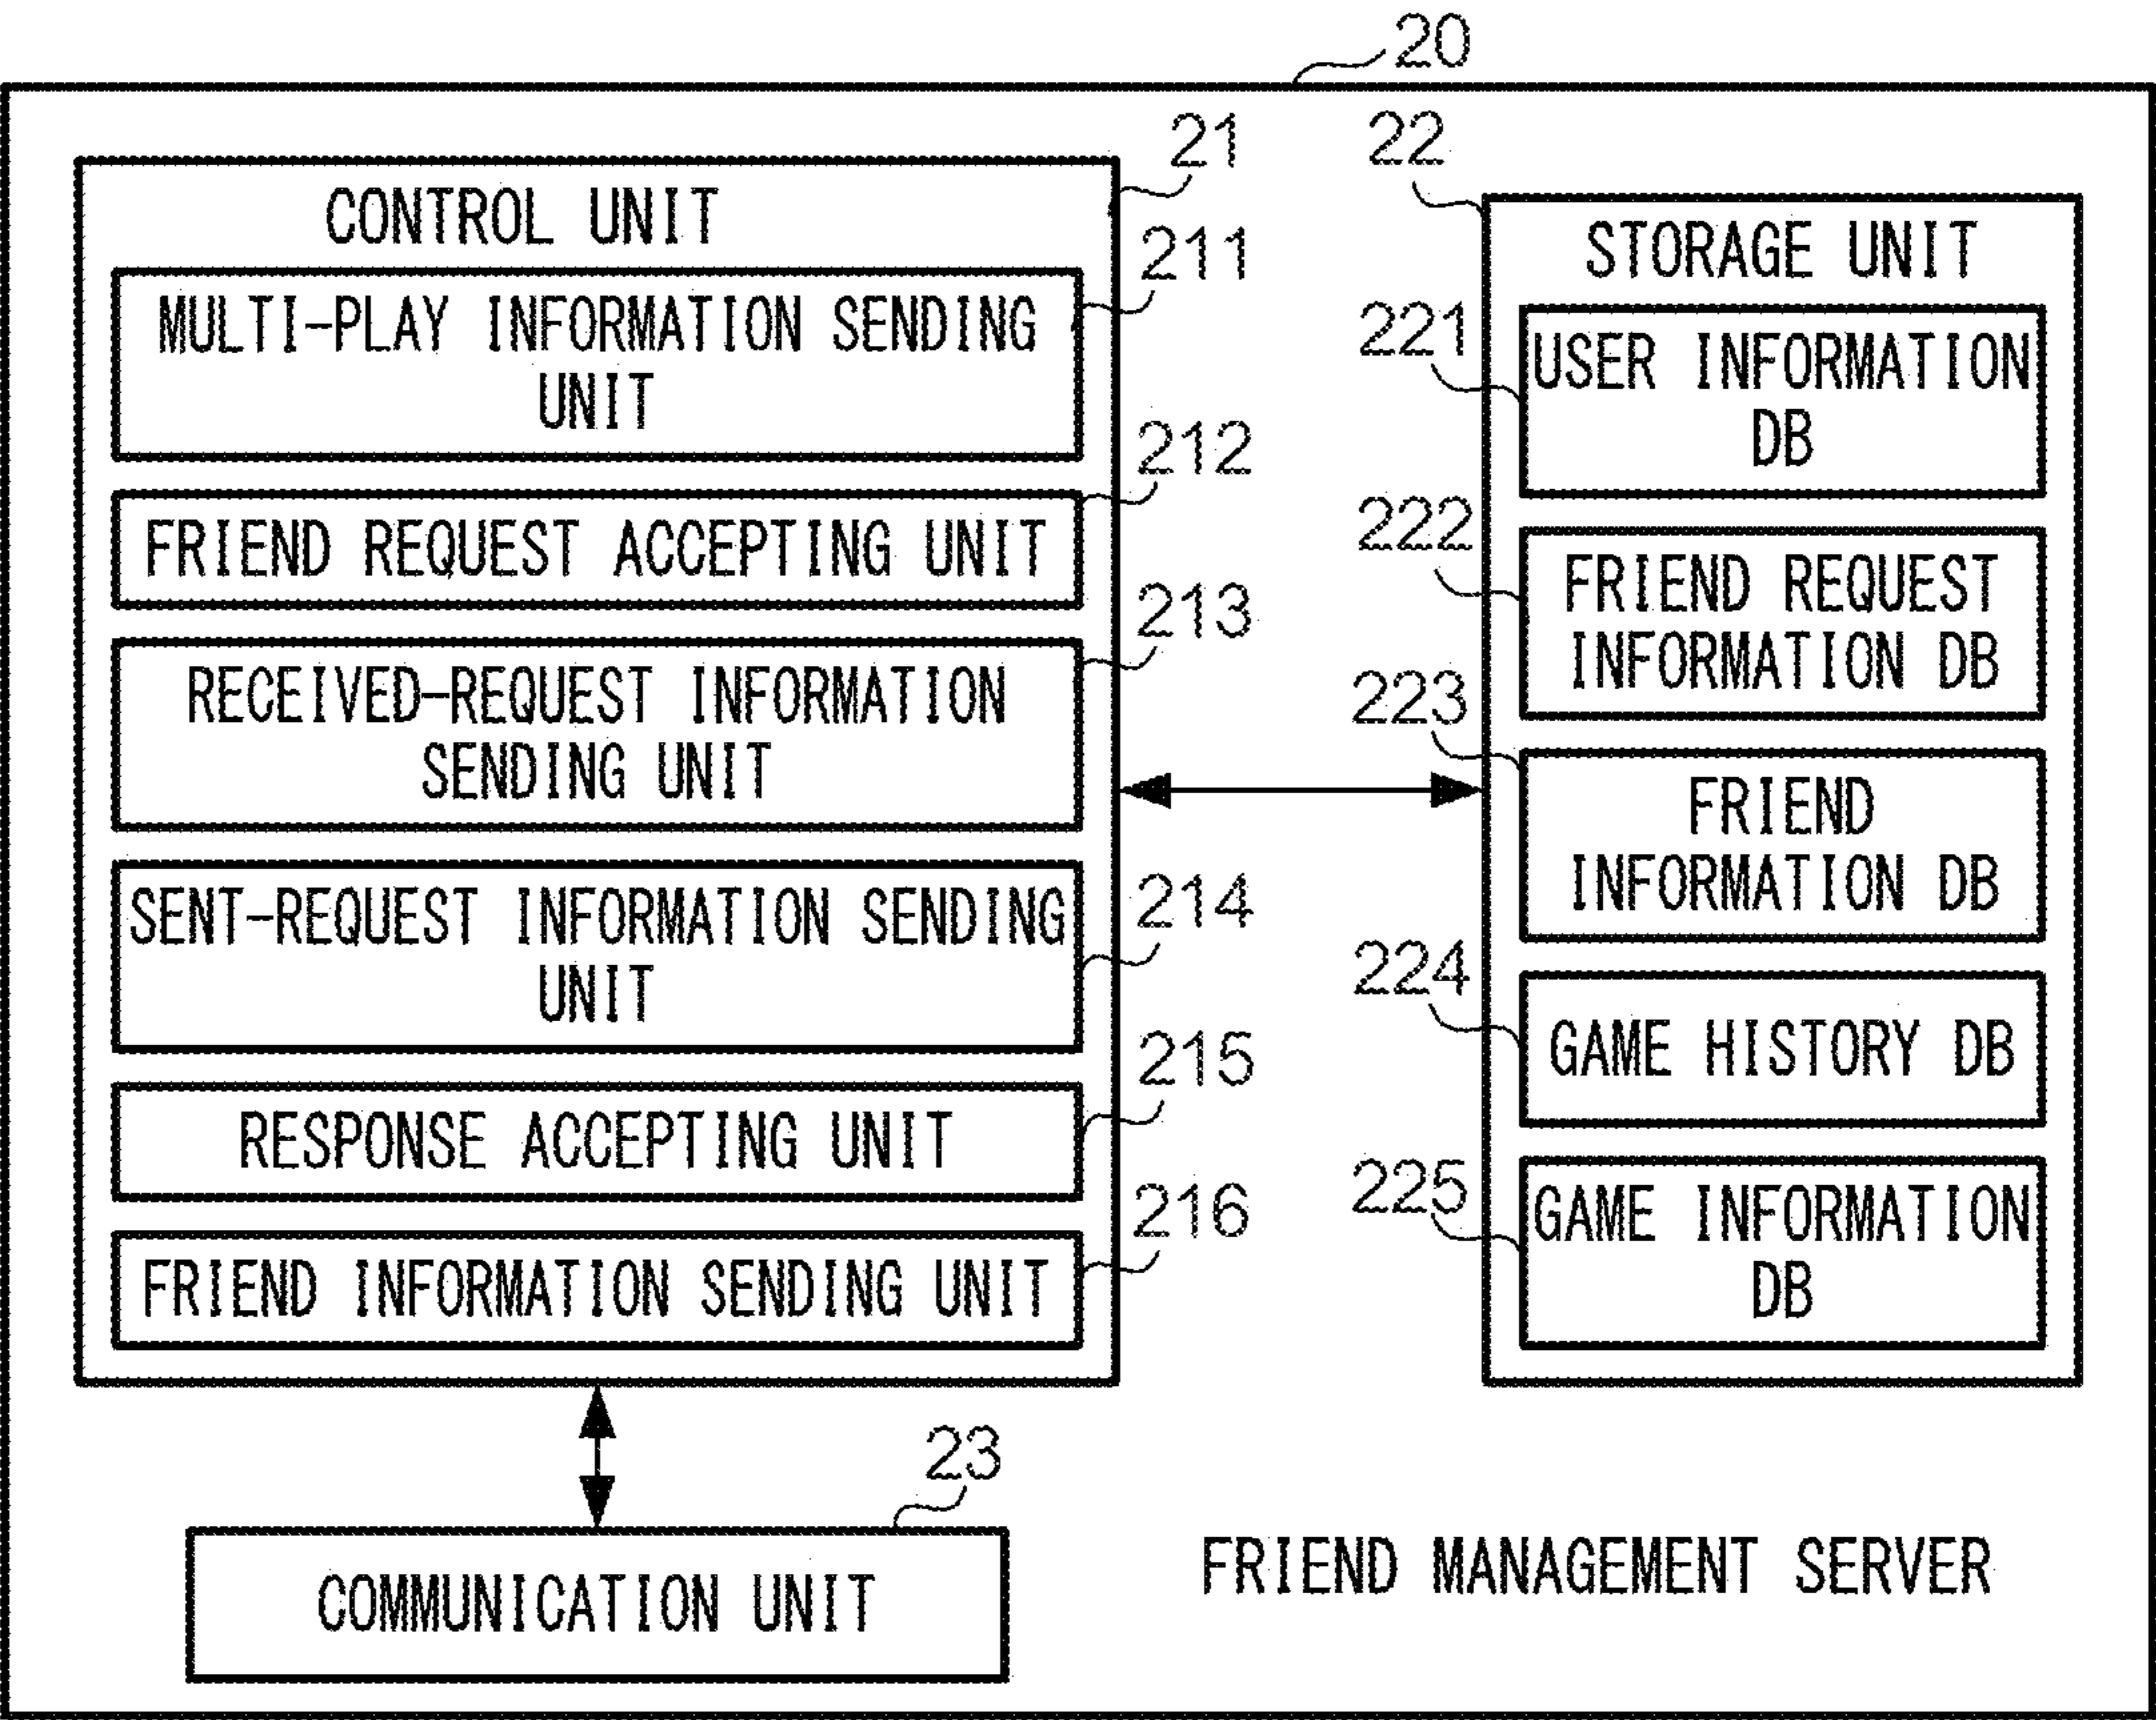 20
21
CONTROL UNIT
211
MULTI-PLAY INFORMATION SENDING
UNIT
212
FRIEND REQUEST ACCEPTING UNIT
213
RECEIVED-REQUEST INFORMATION
SENDING UNIT
214
SENT-REQUEST INFORMATION SENDING
UNIT
215
RESPONSE ACCEPTING UNIT
216
FRIEND INFORMATION SENDING UNIT
22
STORAGE UNIT
221
USER INFORMATION
DB
222
FRIEND REQUEST
INFORMATION DB
223
FRIEND
INFORMATION DB
224
GAME HISTORY DB
225
GAME INFORMATION
DB
23
COMMUNICATION UNIT
FRIEND MANAGEMENT SERVER